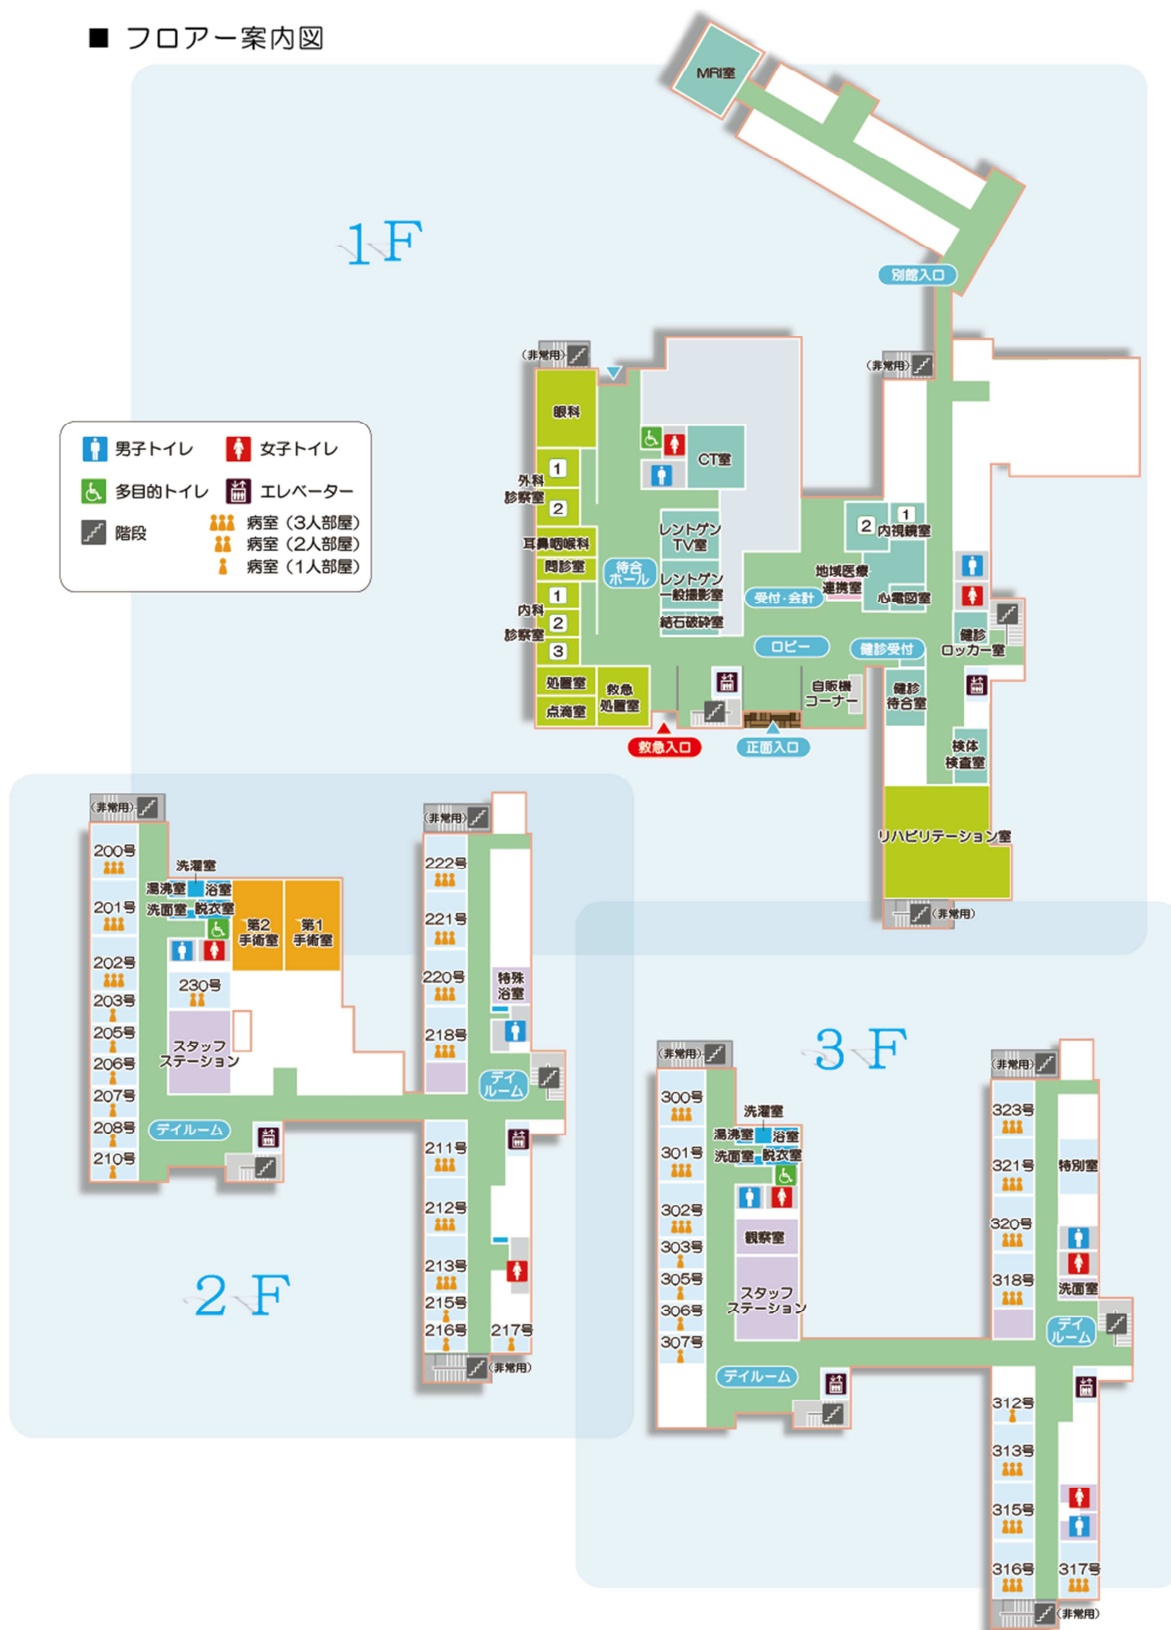 ■ フロアー案内図
1F
MRI室
別館入口
(非常用)
(非常用)
眼科
外科
診察室
1
2
耳鼻咽喉科
問診室
内科
診察室
1
2
3
処置室
点滴室
救急
処置室
待合
ホール
CT室
レントゲン
TV室
レントゲン
一般撮影室
結石破砕室
受付・会計
地域医療
連携室
2
1
内視鏡室
心電図室
ロビー
健診受付
健診
ロッカー室
自販機
コーナー
健診
待合室
検体
検査室
救急入口
正面入口
リハビリテーション室
(非常用)
男子トイレ
女子トイレ
多目的トイレ
エレベーター
階段
病室(3人部屋)
病室(2人部屋)
病室(1人部屋)
2F
(非常用)
200号
201号
202号
203号
205号
206号
207号
208号
210号
洗濯室
湯沸室
浴室
洗面室
脱衣室
第2
手術室
第1
手術室
230号
スタッフ
ステーション
デイルーム
(非常用)
222号
221号
220号
218号
特殊
浴室
デイ
ルーム
211号
212号
213号
215号
216号
217号
(非常用)
3F
(非常用)
300号
301号
302号
303号
305号
306号
307号
洗濯室
湯沸室
浴室
洗面室
脱衣室
観察室
スタッフ
ステーション
デイルーム
(非常用)
323号
321号
320号
318号
特別室
洗面室
デイ
ルーム
312号
313号
315号
316号
317号
(非常用)